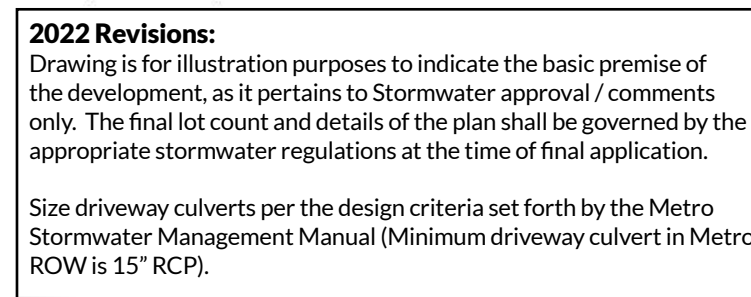 2022 Revisions:
Drawing is for illustration purposes to indicate the basic premise of
the development, as it pertains to Stormwater approval / comments
only. The final lot count and details of the plan shall be governed by the
appropriate stormwater regulations at the time of final application.
Size driveway culverts per the design criteria set forth by the Metro
Stormwater Management Manual (Minimum driveway culvert in Metro
ROW is 15” RCP).